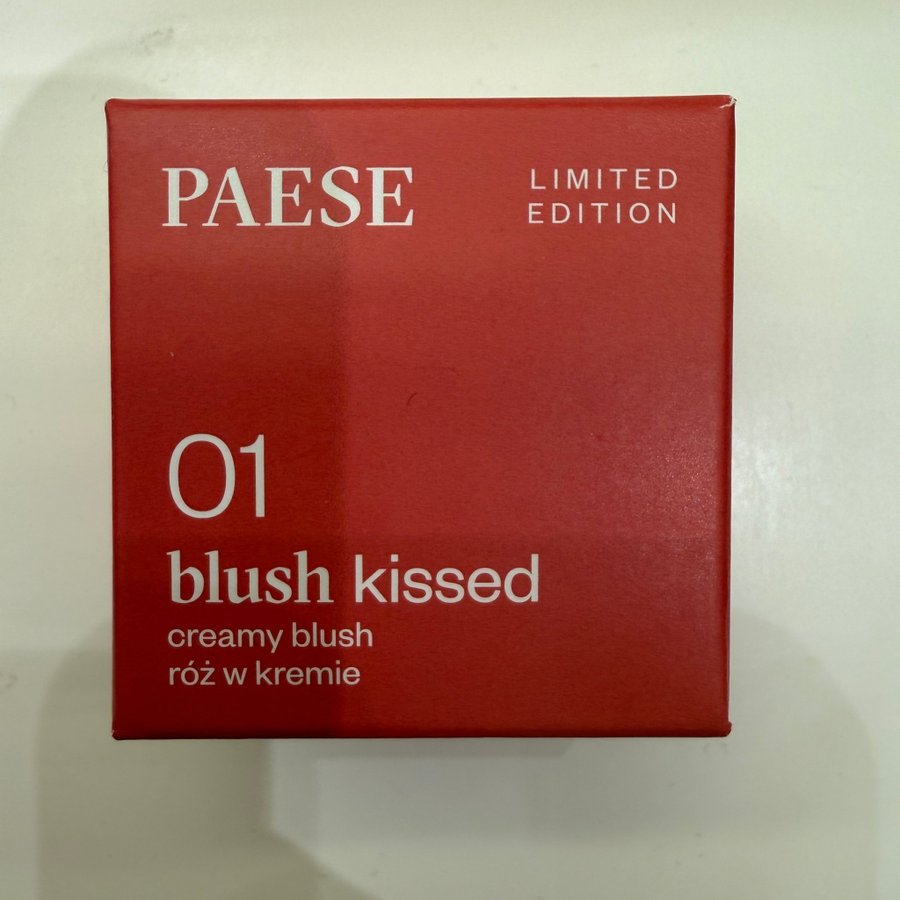 PAESE
LIMITED
EDITION
01
blush kissed
creamy blush
róż w kremie